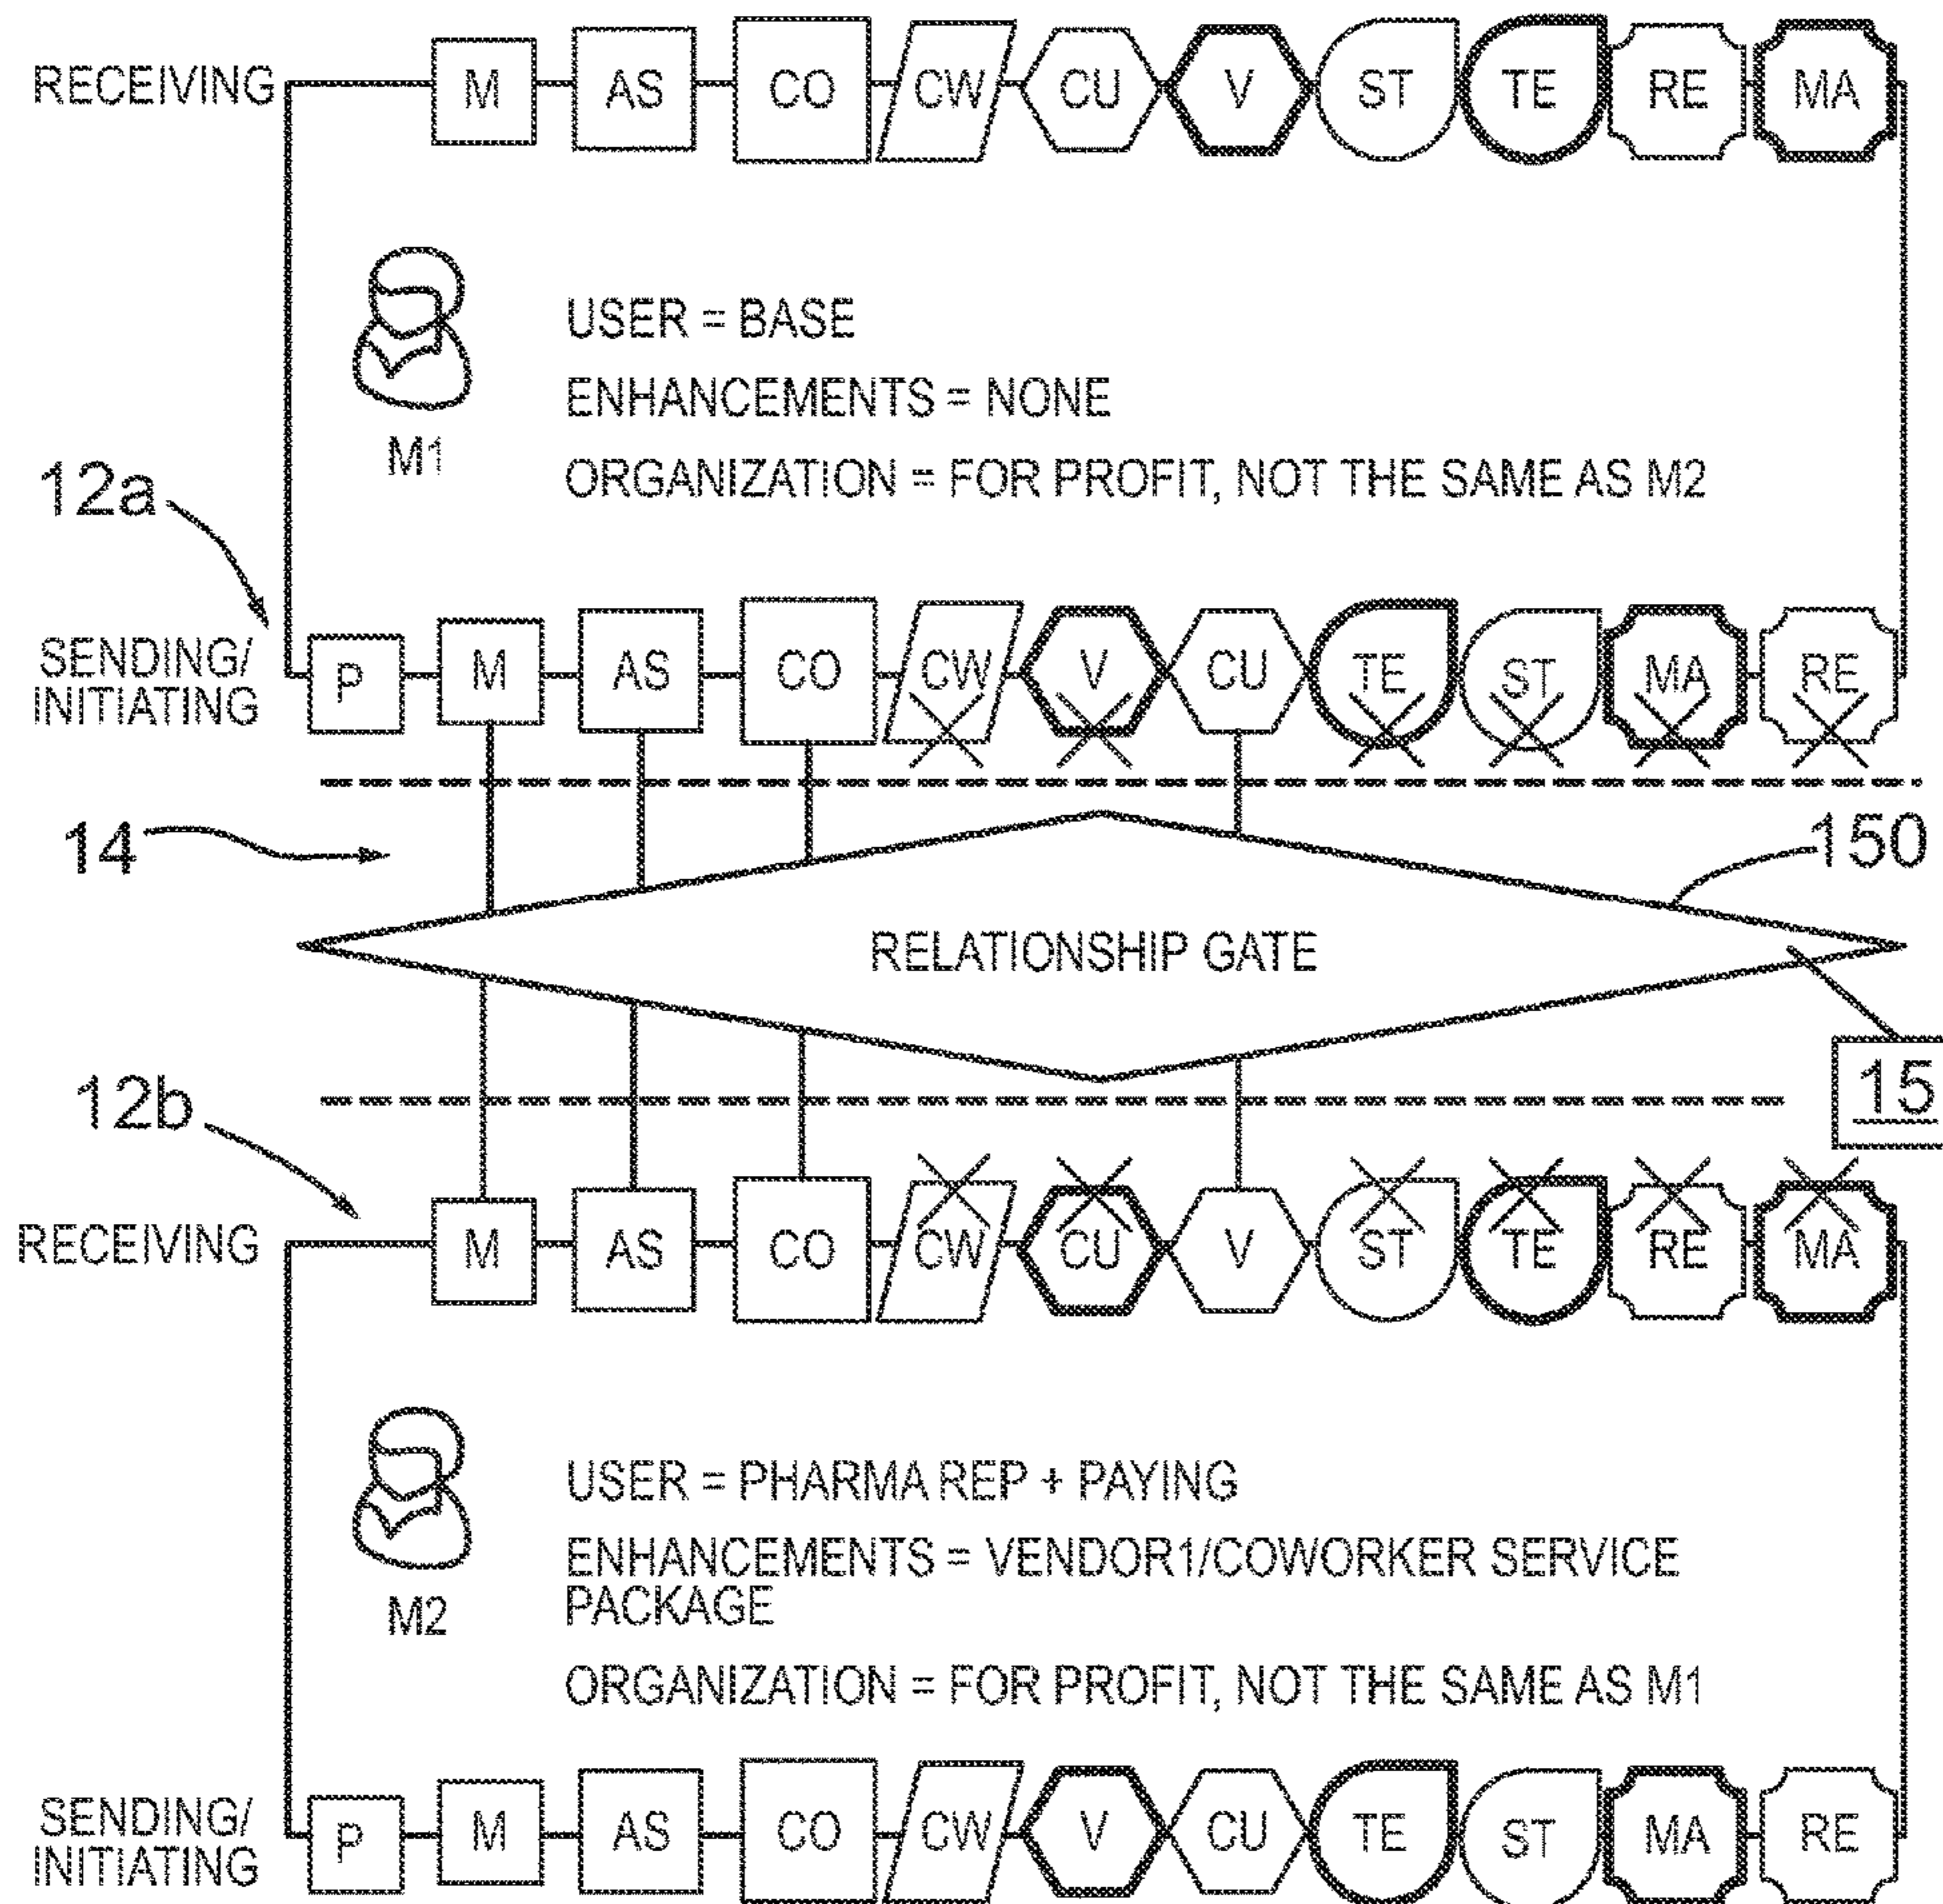 RECEIVING M AS CO CW CU V ST TE RE MA
USER = BASE
ENHANCEMENTS = NONE
M1
ORGANIZATION = FOR PROFIT, NOT THE SAME AS M2
12a
SENDING/
INITIATING
P M AS CO CW V CU TE ST MA RE
14
150
RELATIONSHIP GATE
15
12b
RECEIVING M AS CO CW CU V ST TE RE MA
USER = PHARMA REP + PAYING
ENHANCEMENTS = VENDOR1/COWORKER SERVICE
PACKAGE
M2
ORGANIZATION = FOR PROFIT, NOT THE SAME AS M1
SENDING/
INITIATING
P M AS CO CW V CU TE ST MA RE